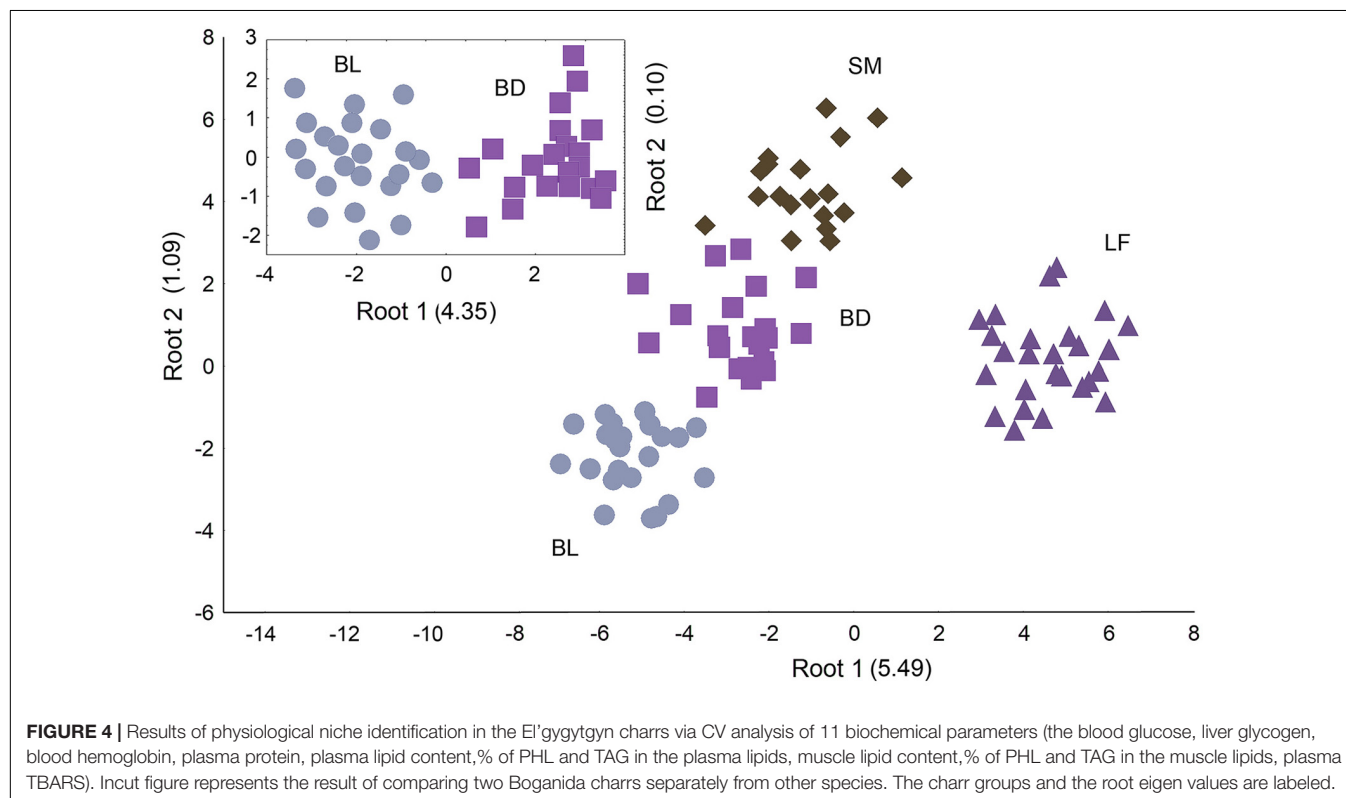 8
6
4
2
0
-2
-4
-6
Root 2 (1.09)
3
2
1
0
-1
-2
BL
BD
-4
-2
0
2
Root 1 (4.35)
Root 2 (0.10)
SM
LF
BD
BL
-14
-12
-10
-8
-6
-4
-2
0
2
4
6
8
Root 1 (5.49)
FIGURE 4 | Results of physiological niche identification in the El'gygytgyn charrs via CV analysis of 11 biochemical parameters (the blood glucose, liver glycogen,
blood hemoglobin, plasma protein, plasma lipid content,% of PHL and TAG in the plasma lipids, muscle lipid content,% of PHL and TAG in the muscle lipids, plasma
TBARS). Incut figure represents the result of comparing two Boganida charrs separately from other species. The charr groups and the root eigen values are labeled.